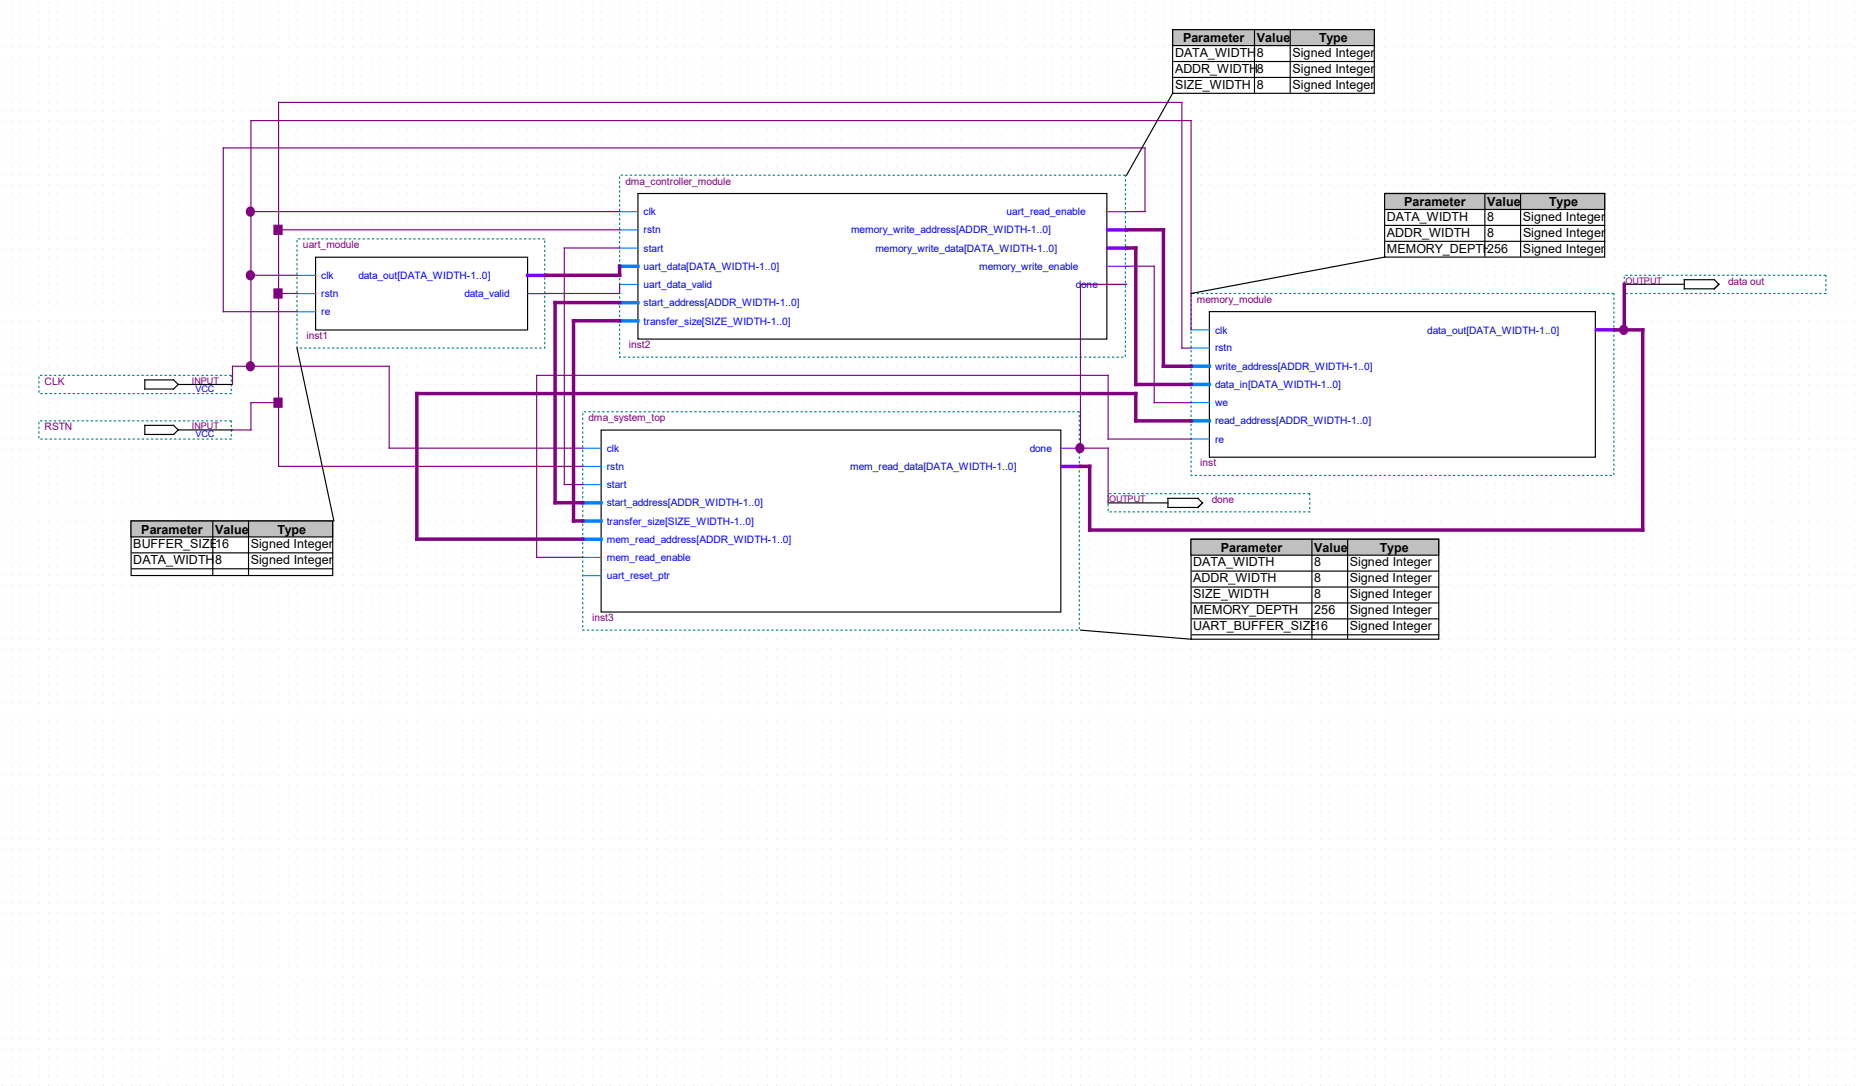 Parameter Value Type
DATA_WIDTH 8 Signed Integer
ADDR_WIDTH 8 Signed Integer
SIZE_WIDTH 8 Signed Integer
dma_controller_module
clk
rstn
start
uart_data[DATA_WIDTH-1..0]
uart_data_valid
start_address[ADDR_WIDTH-1..0]
transfer_size[SIZE_WIDTH-1..0]
uart_read_enable
memory_write_address[ADDR_WIDTH-1..0]
memory_write_data[DATA_WIDTH-1..0]
memory_write_enable
done
inst2
Parameter Value Type
DATA_WIDTH 8 Signed Integer
ADDR_WIDTH 8 Signed Integer
MEMORY_DEPTH 256 Signed Integer
uart_module
clk
rstn
re
data_out[DATA_WIDTH-1..0]
data_valid
inst1
OUTPUT data out
memory_module
clk
rstn
write_address[ADDR_WIDTH-1..0]
data_in[DATA_WIDTH-1..0]
we
read_address[ADDR_WIDTH-1..0]
re
data_out[DATA_WIDTH-1..0]
inst
CLK INPUT
VCC
RSTN INPUT
VCC
dma_system_top
clk
rstn
start
start_address[ADDR_WIDTH-1..0]
transfer_size[SIZE_WIDTH-1..0]
mem_read_address[ADDR_WIDTH-1..0]
mem_read_enable
uart_reset_ptr
done
mem_read_data[DATA_WIDTH-1..0]
inst3
OUTPUT done
Parameter Value Type
BUFFER_SIZE 16 Signed Integer
DATA_WIDTH 8 Signed Integer
Parameter Value Type
DATA_WIDTH 8 Signed Integer
ADDR_WIDTH 8 Signed Integer
SIZE_WIDTH 8 Signed Integer
MEMORY_DEPTH 256 Signed Integer
UART_BUFFER_SIZE 16 Signed Integer